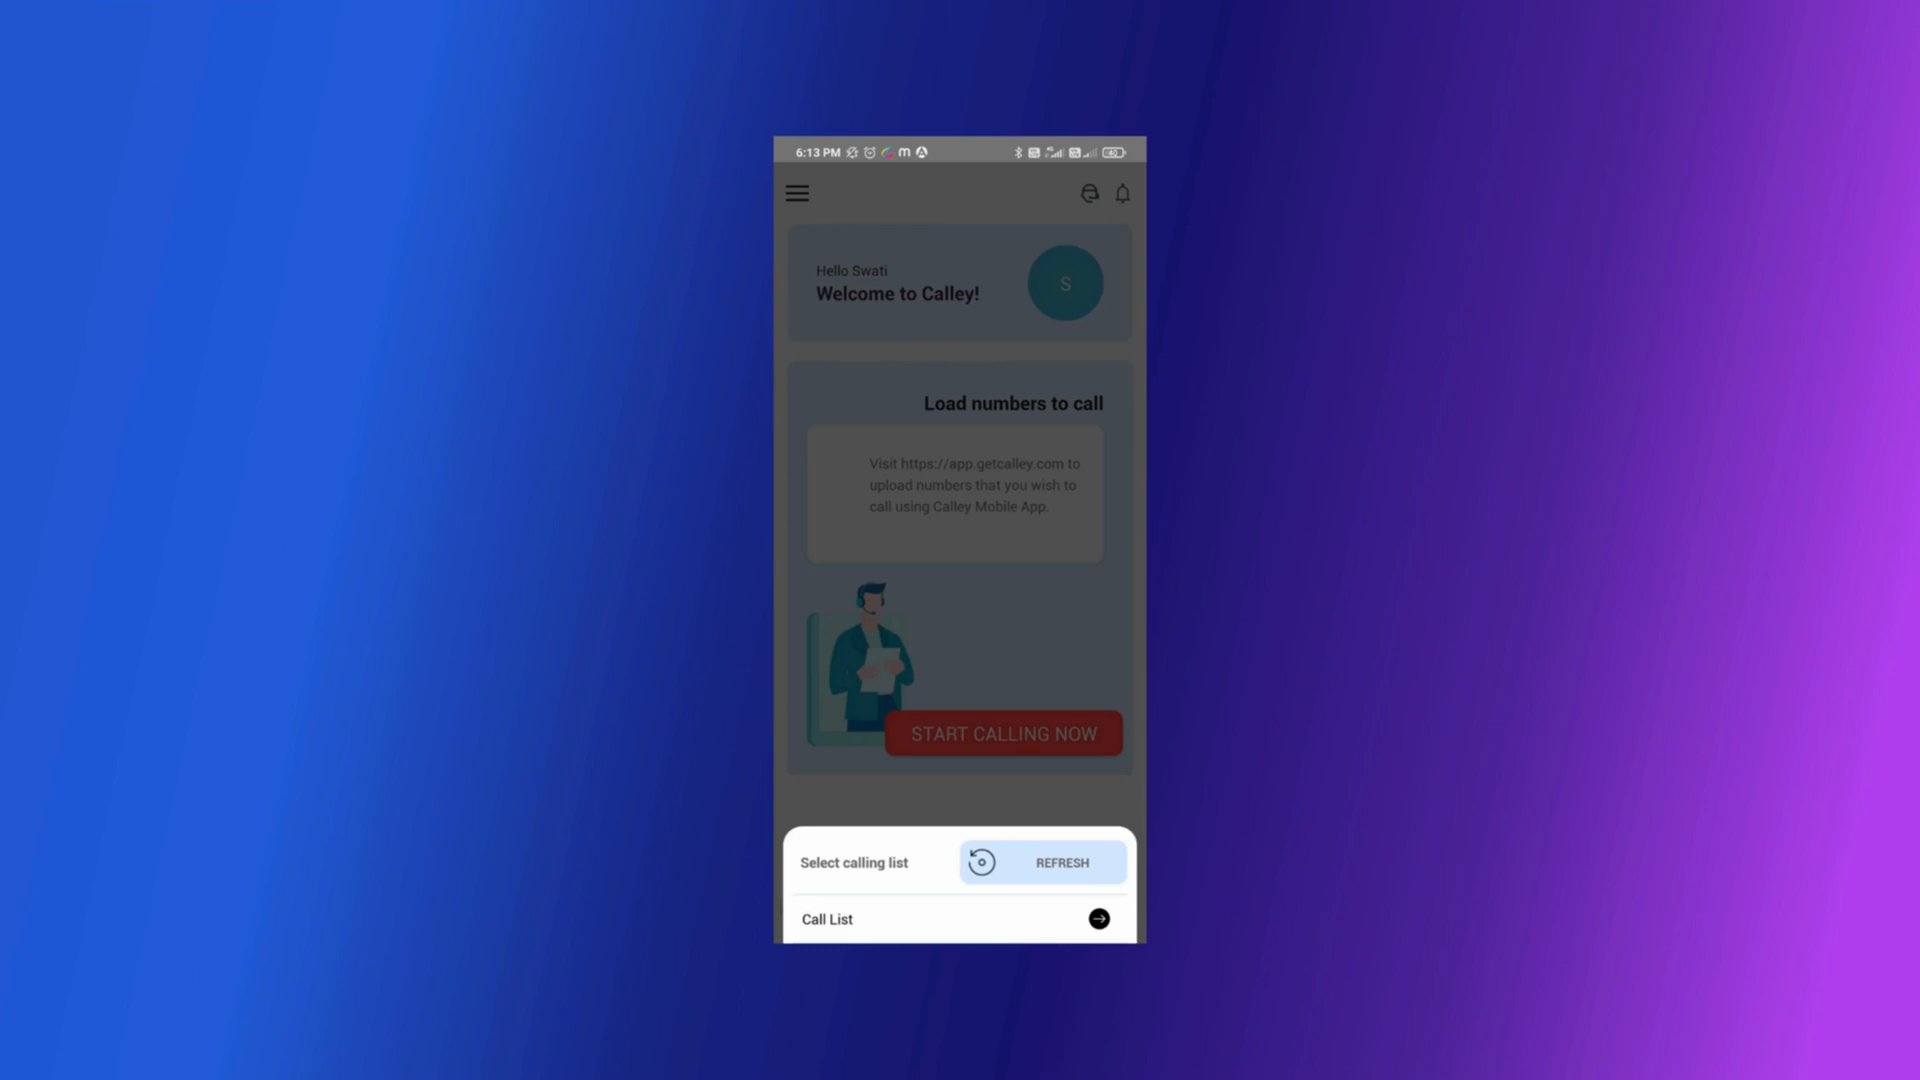 6:13 PM
40
Hello Swati
Welcome to Calley!
S
Load numbers to call
Visit https://app.getcalley.com to
upload numbers that you wish to
call using Calley Mobile App.
START CALLING NOW
Select calling list
REFRESH
Call List